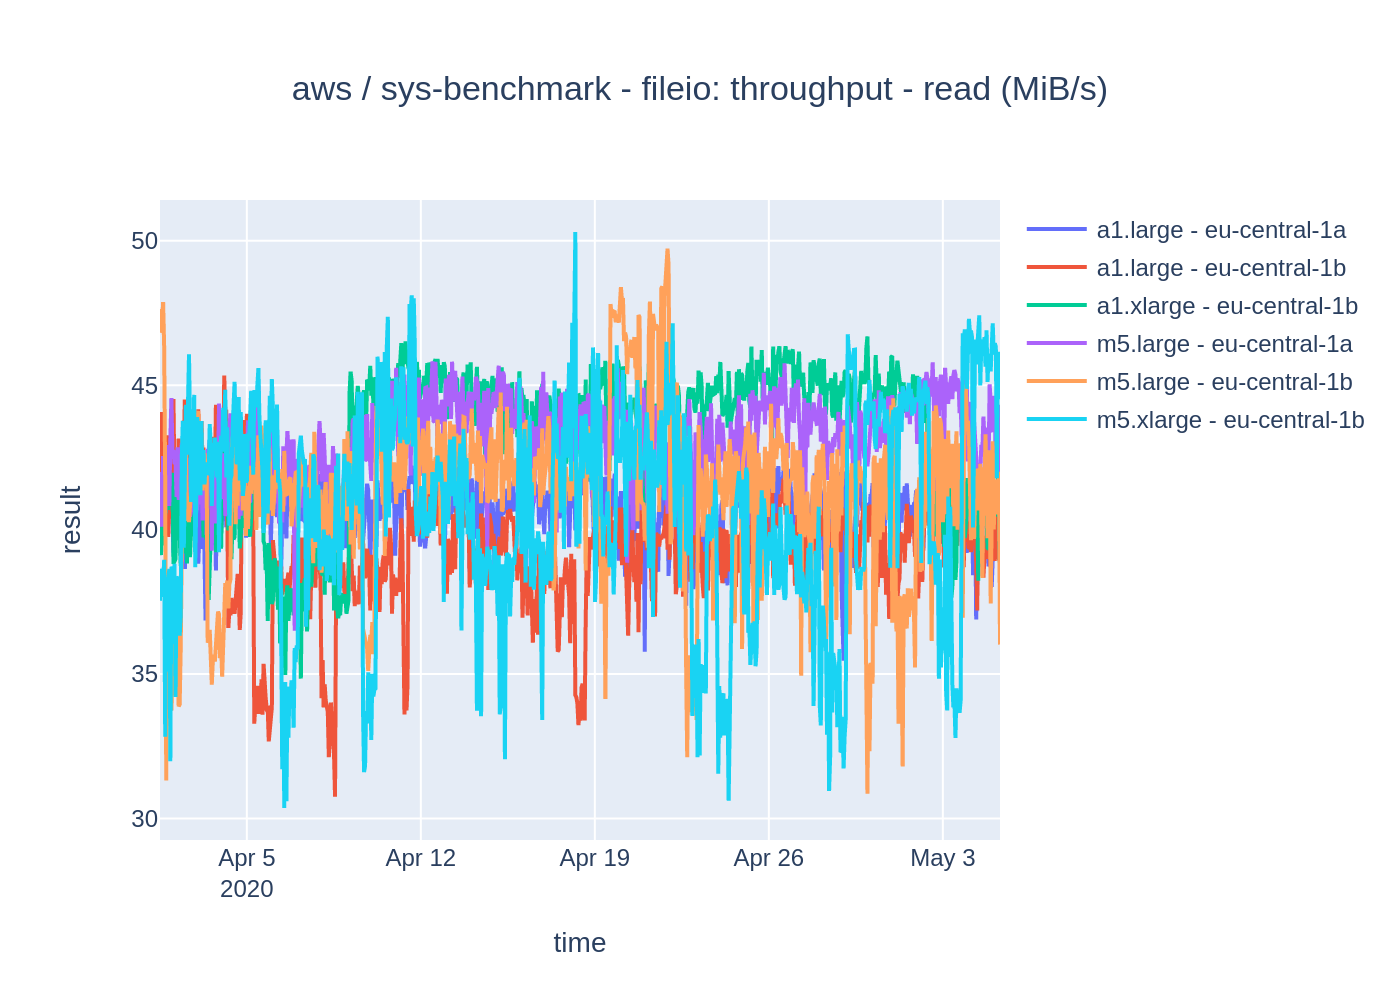 aws / sys-benchmark - fileio: throughput - read (MiB/s)
50
45
40
35
30
result
Apr 5
2020
Apr 12
Apr 19
Apr 26
May 3
time
a1.large - eu-central-1a
a1.large - eu-central-1b
a1.xlarge - eu-central-1b
m5.large - eu-central-1a
m5.large - eu-central-1b
m5.xlarge - eu-central-1b